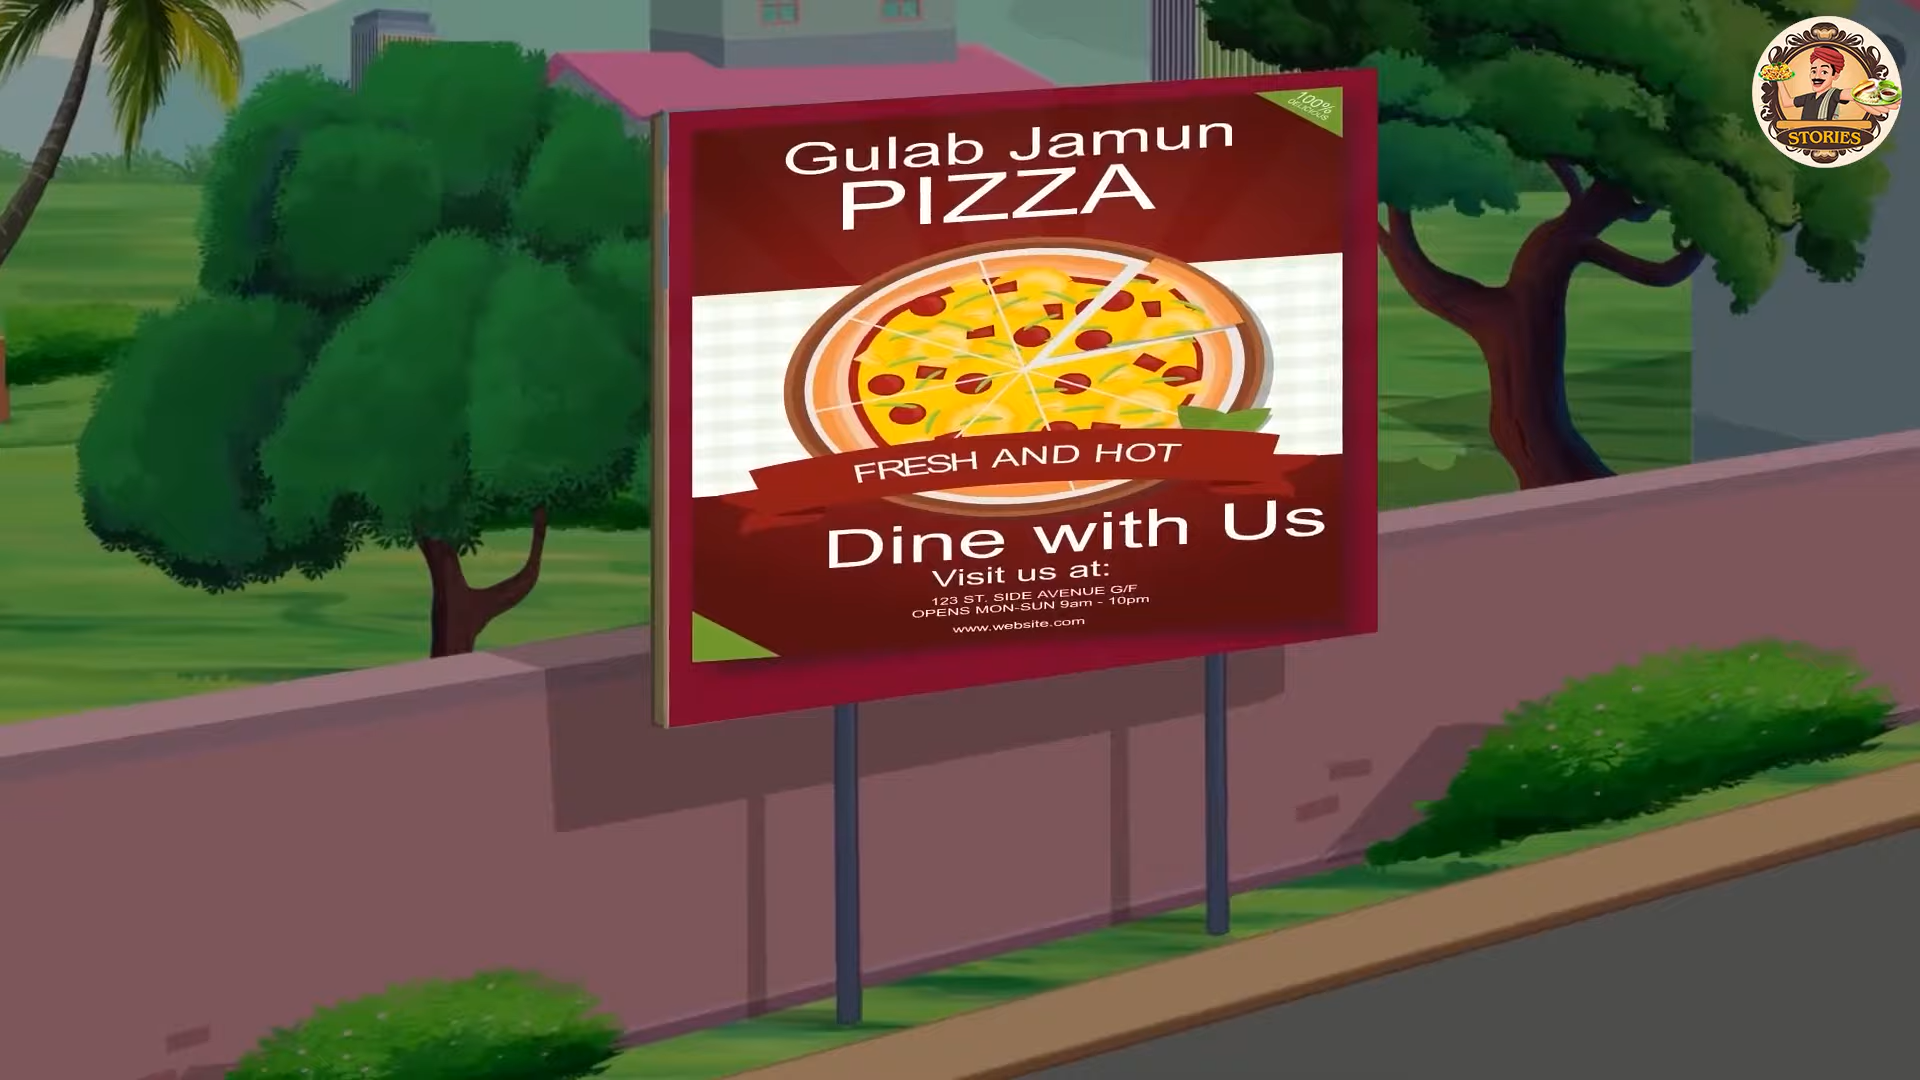 100%
DELICIOUS
Gulab Jamun
PIZZA
FRESH AND HOT
Dine with Us
Visit us at:
123 ST. SIDE AVENUE G/F
OPENS MON-SUN 9am - 10pm
www.website.com
STORIES